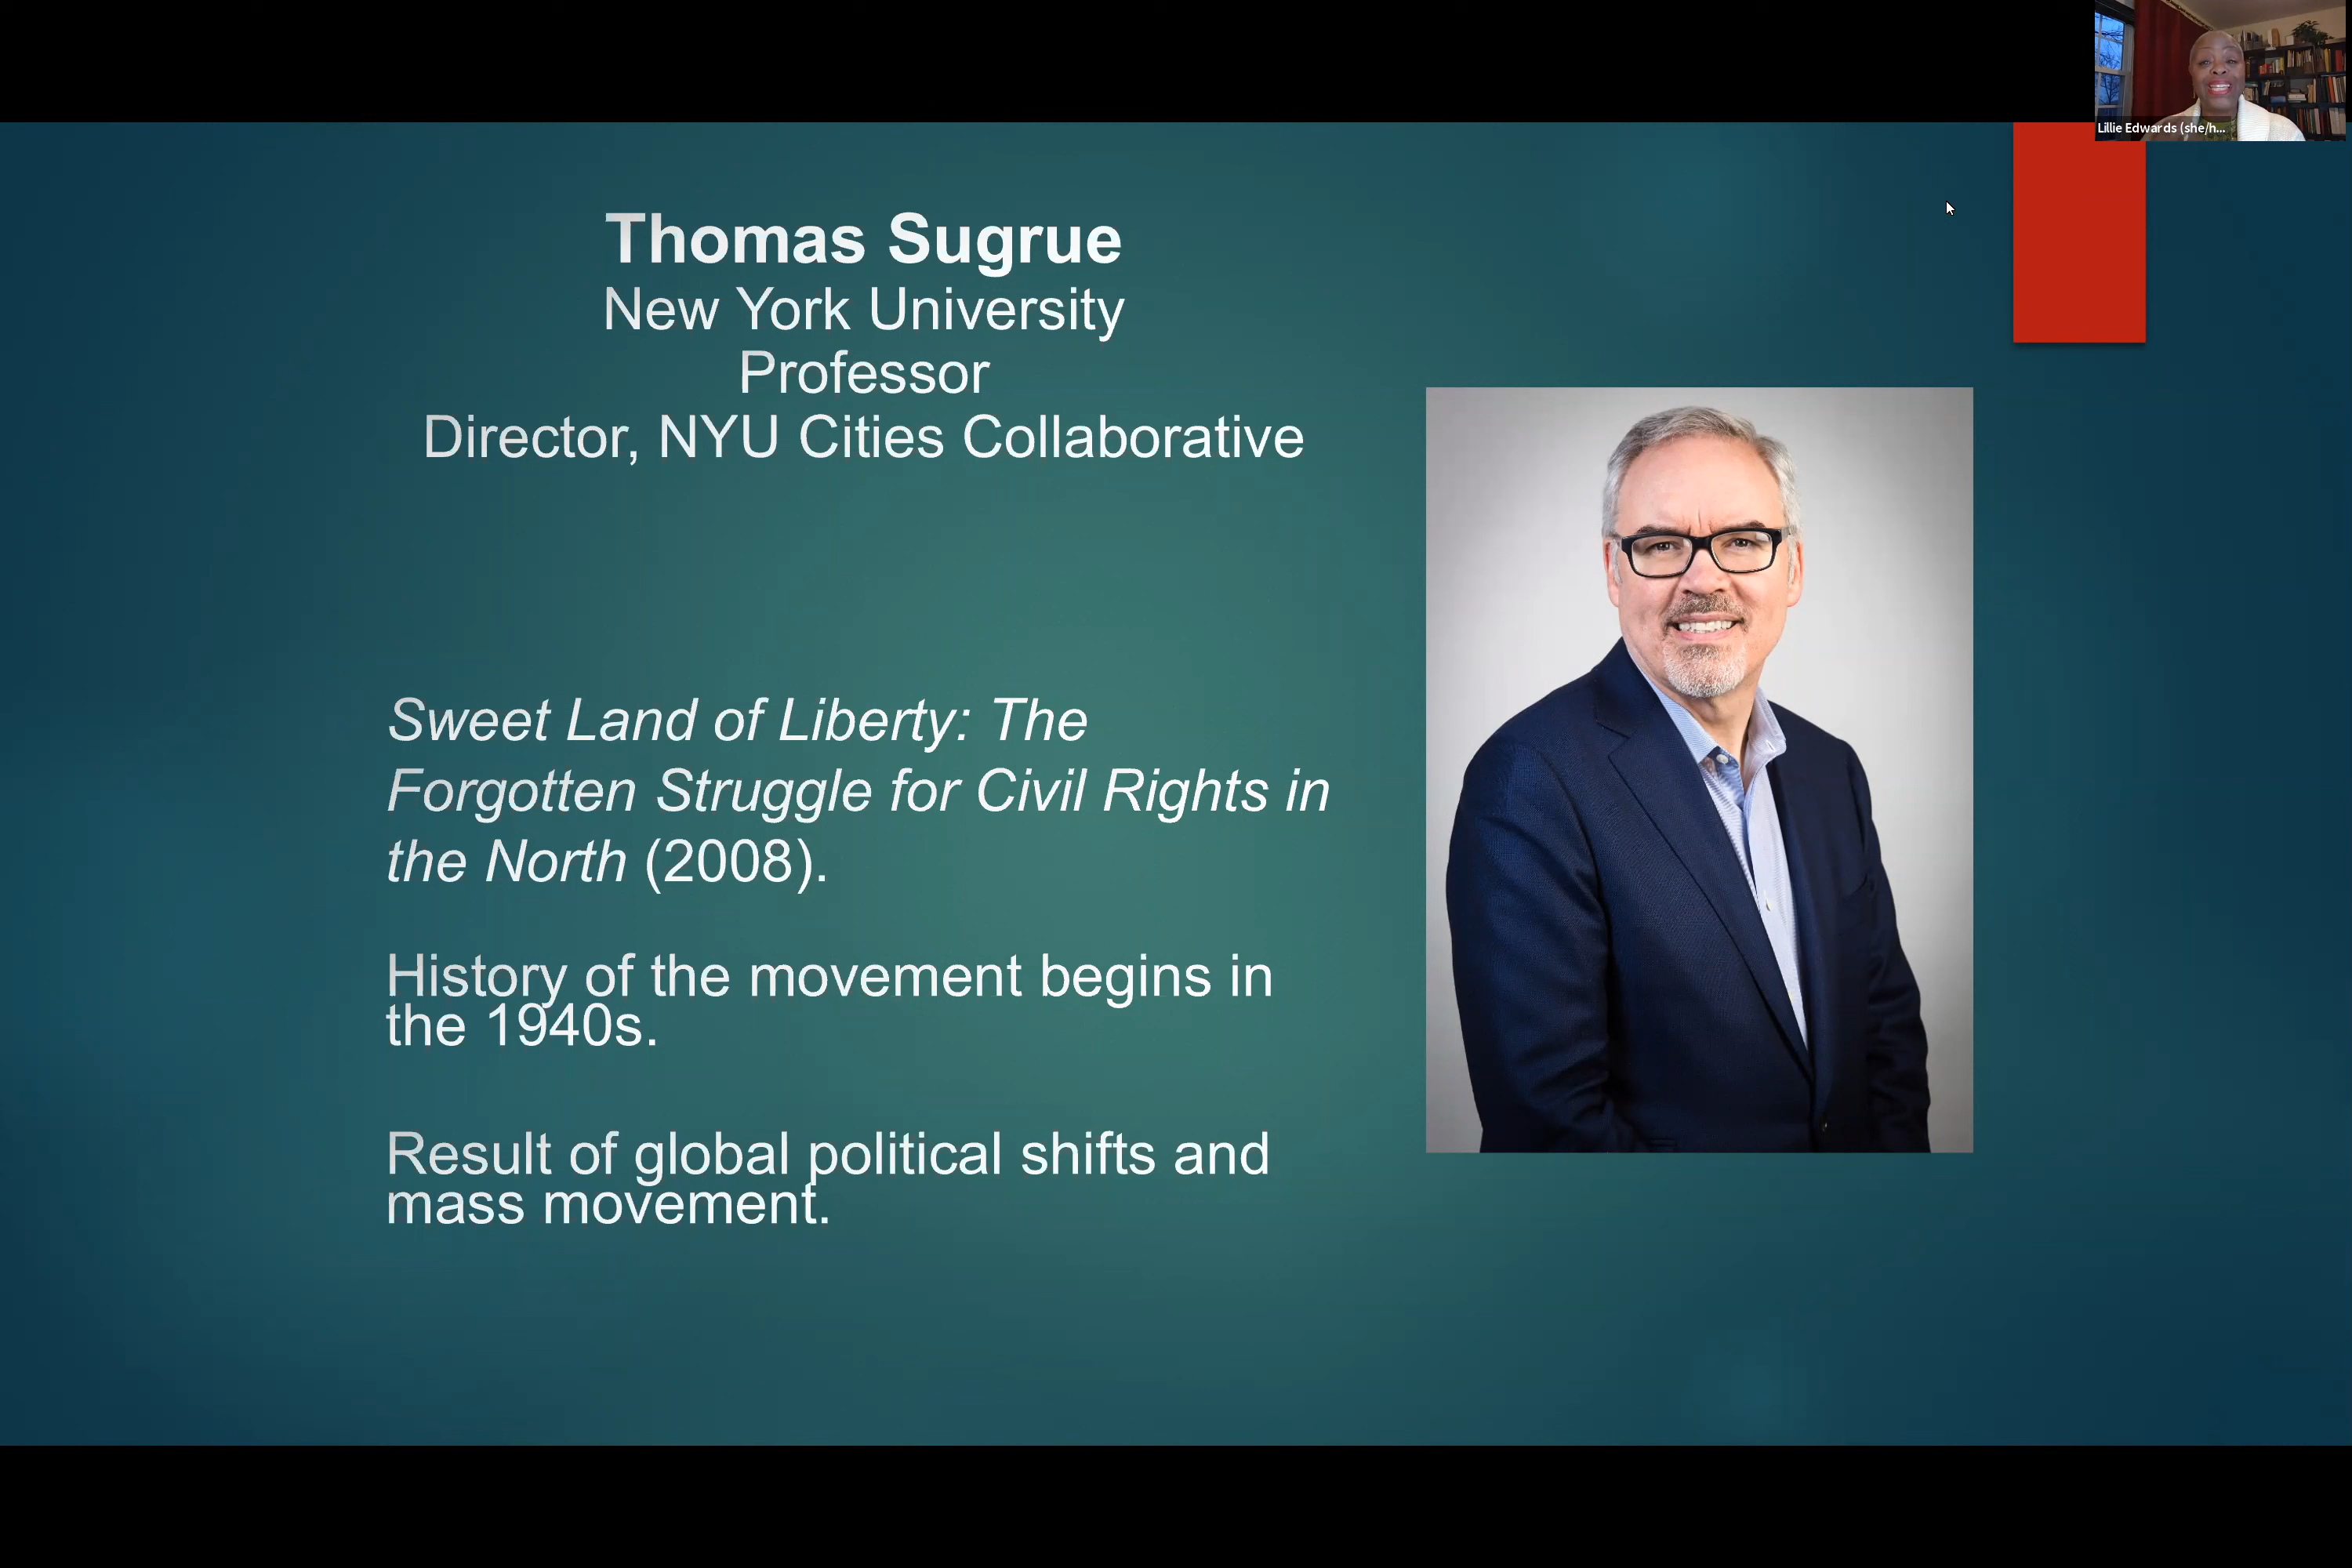 Thomas Sugrue
New York University
Professor
Director, NYU Cities Collaborative
Sweet Land of Liberty: The
Forgotten Struggle for Civil Rights in
the North (2008).
History of the movement begins in
the 1940s.
Result of global political shifts and
mass movement.
Lillie Edwards (she/h...